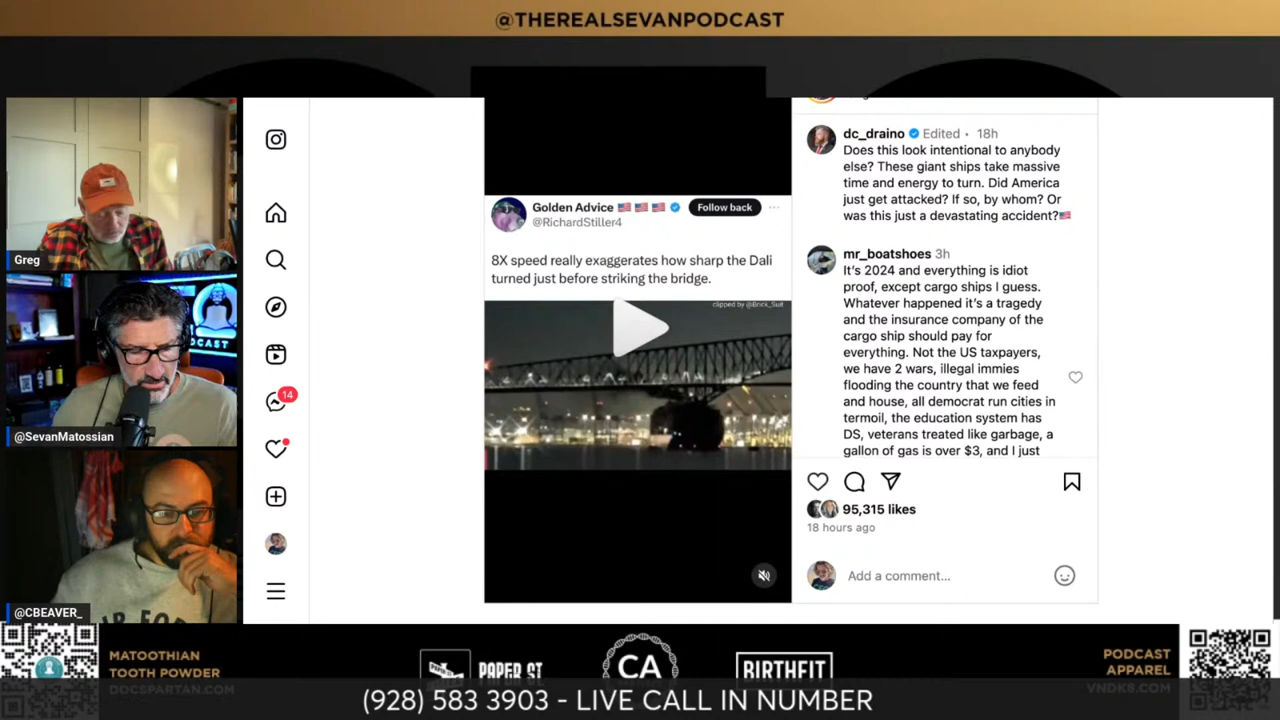 @THEREALSEVANPODCAST
Greg
@SevanMatossian
DCAST
@CBEAVER_
14
Golden Advice
Follow back
@RichardStiller4
8X speed really exaggerates how sharp the Dali
turned just before striking the bridge.
clipped by @Brick_Suit
dc_draino Edited • 18h
Does this look intentional to anybody
else? These giant ships take massive
time and energy to turn. Did America
just get attacked? If so, by whom? Or
was this just a devastating accident?
mr_boatshoes 3h
It's 2024 and everything is idiot
proof, except cargo ships I guess.
Whatever happened it's a tragedy
and the insurance company of the
cargo ship should pay for
everything. Not the US taxpayers,
we have 2 wars, illegal immies
flooding the country that we feed
and house, all democrat run cities in
termoil, the education system has
DS, veterans treated like garbage, a
gallon of gas is over $3, and I just
95,315 likes
18 hours ago
Add a comment...
MATOOTHIAN
TOOTH POWDER
DOCSPARTAN.COM
PAPER ST
CA
BIRTHFIT
PODCAST
APPAREL
VNDK8.COM
(928) 583 3903 - LIVE CALL IN NUMBER